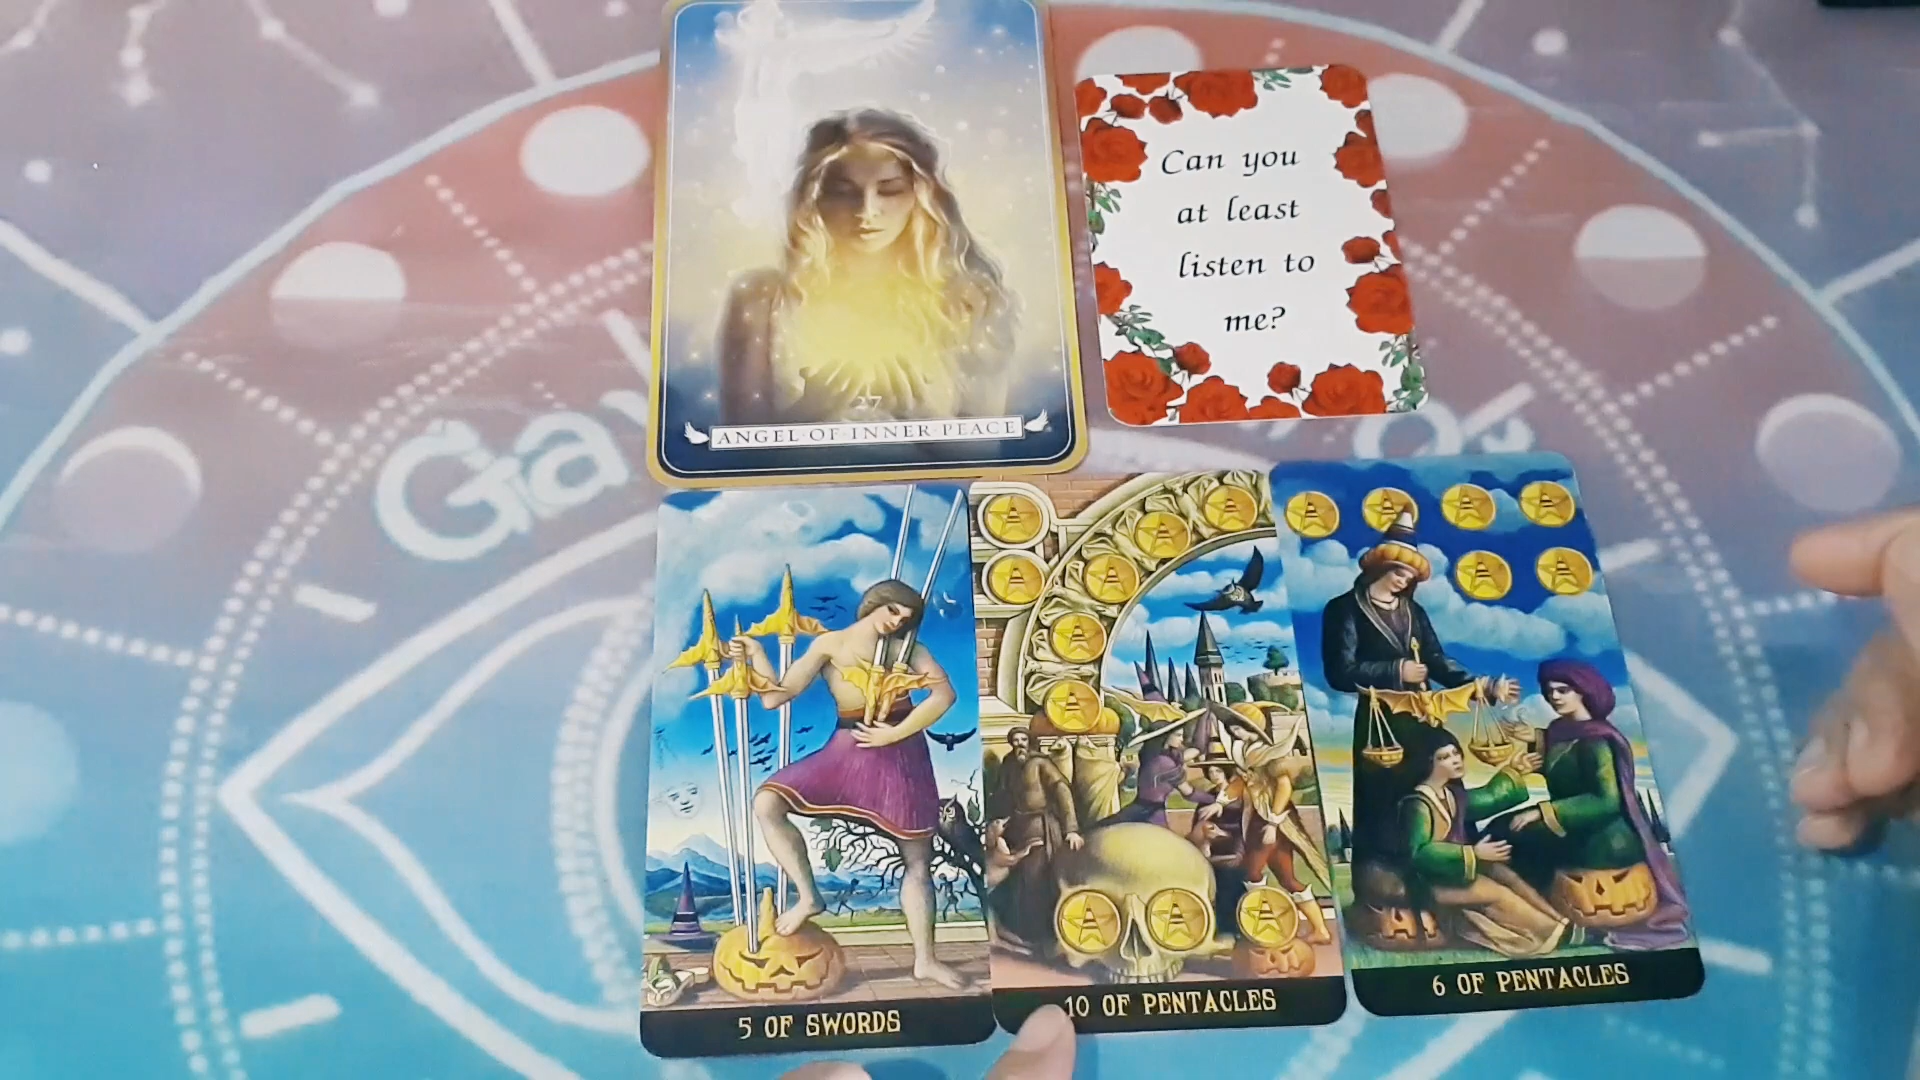 27
ANGEL OF INNER PEACE
Can you
at least
listen to
me?
Ga
5 OF SWORDS
10 OF PENTACLES
6 OF PENTACLES